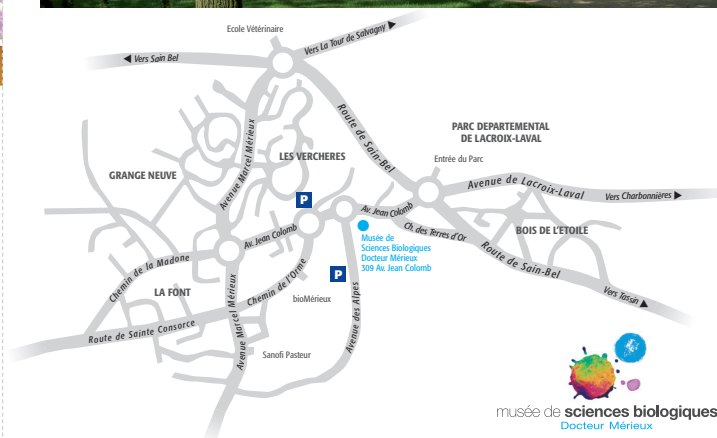 Ecole Vétérinaire
Vers La Tour de Salvagny ▶
◀ Vers Sain Bel
Route de Sain-Bel
PARC DEPARTEMENTAL
DE LACROIX-LAVAL
Avenue Marcel Mérieux
LES VERCHERES
Entrée du Parc
GRANGE NEUVE
Avenue de Lacroix-Laval
Vers Charbonnières ▶
P
Av. Jean Colomb
Av. Jean Colomb
Ch. des Terres d'Or
BOIS DE L'ETOILE
Musée de
Sciences Biologiques
Docteur Mérieux
309 Av. Jean Colomb
Route de Sain-Bel
Chemin de la Madone
P
LA FONT
Chemin de l'Orme
bioMérieux
Vers Tassin ▶
Avenue Marcel Mérieux
Avenue des Alpes
Route de Sainte Consorce
Sanofi Pasteur
musée de sciences biologiques
Docteur Mérieux